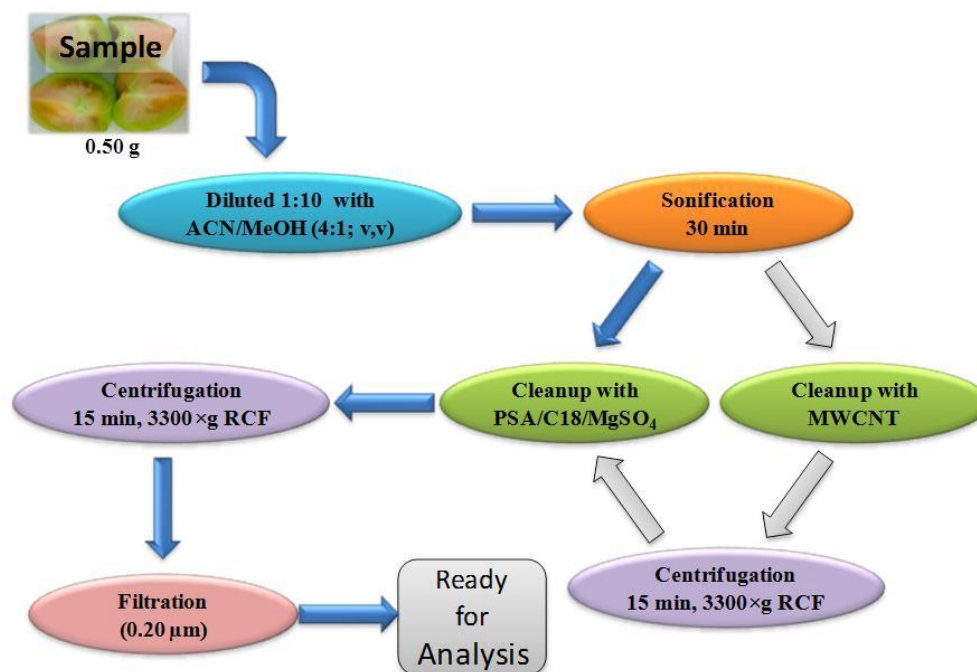 Sample
0.50 g
Diluted 1:10 with
ACN/MeOH (4:1; v,v)
Sonification
30 min
Centrifugation
15 min, 3300 ×g RCF
Cleanup with
PSA/C18/MgSO₄
Cleanup with
MWCNT
Centrifugation
15 min, 3300×g RCF
Filtration
(0.20 µm)
Ready
for
Analysis